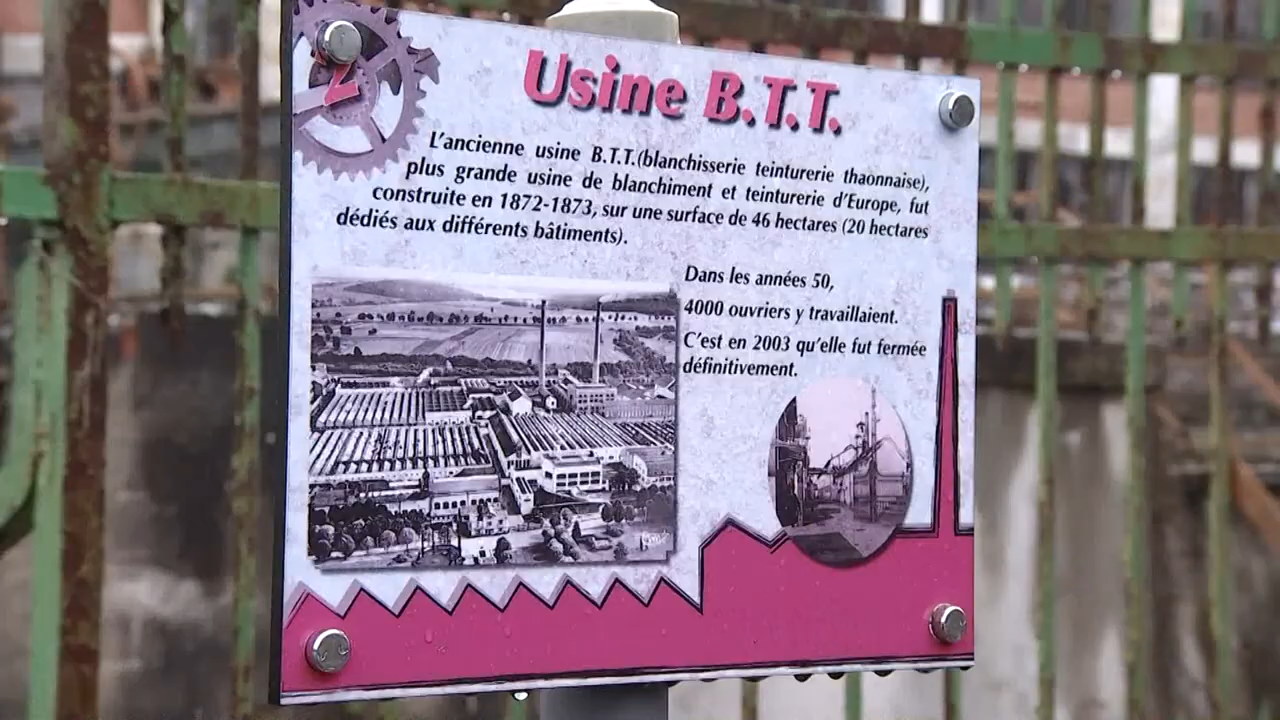 2
Usine B.T.T.
L'ancienne usine B.T.T.(blanchisserie teinturerie thaonnaise),
plus grande usine de blanchiment et teinturerie d'Europe, fut
construite en 1872-1873, sur une surface de 46 hectares (20 hectares
dédiés aux différents bâtiments).
Dans les années 50,
4000 ouvriers y travaillaient.
C'est en 2003 qu'elle fut fermée
définitivement.